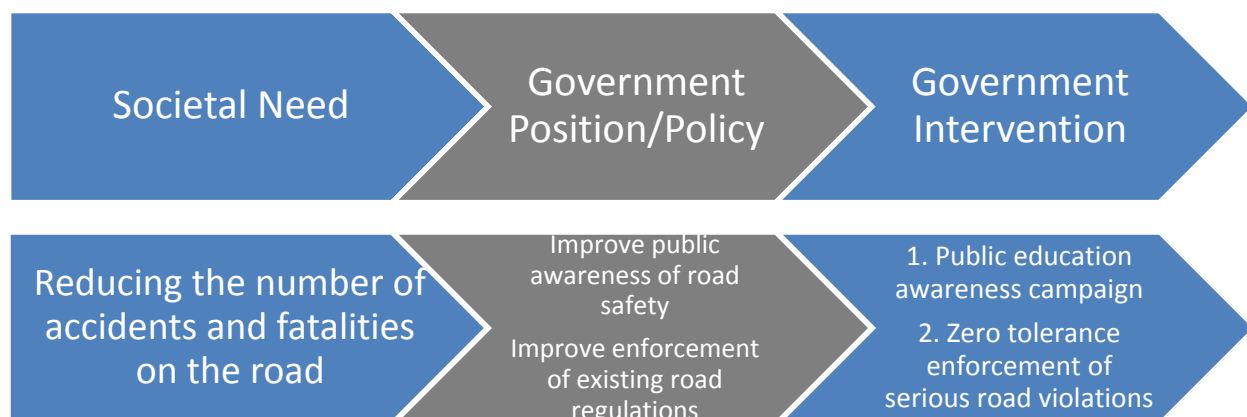 Societal Need
Government
Position/Policy
Government
Intervention
Reducing the number of
accidents and fatalities
on the road
Improve public
awareness of road
safety
Improve enforcement
of existing road
regulations
1. Public education
awareness campaign
2. Zero tolerance
enforcement of
serious road violations